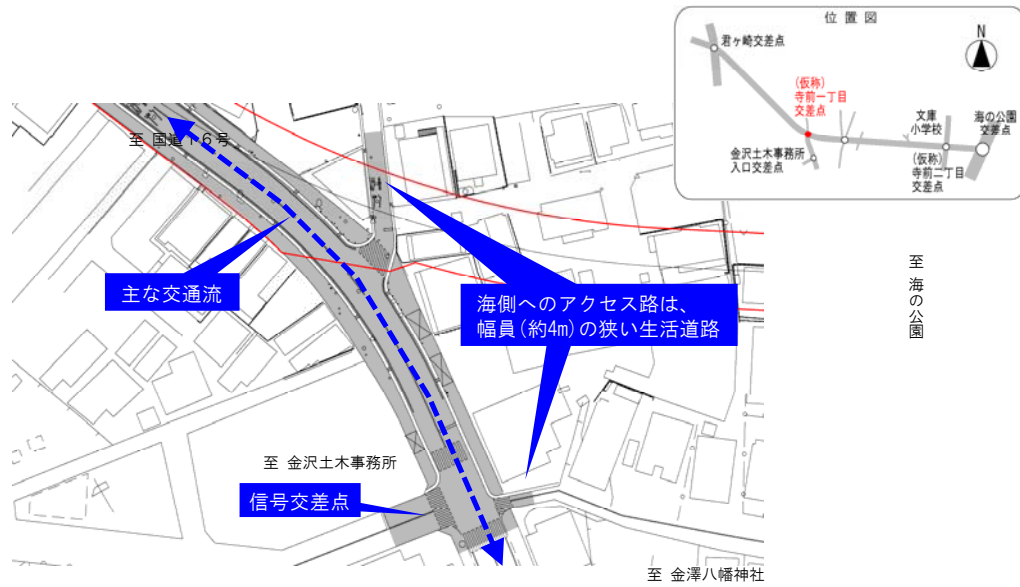 位置図
N
君ヶ崎交差点
(仮称)
寺前一丁目
交差点
文庫
小学校
海の公園
交差点
金沢土木事務所
入口交差点
(仮称)
寺前二丁目
交差点
至 国道16号
主な交通流
海側へのアクセス路は、
幅員(約4m)の狭い生活道路
至 海の公園
至 金沢土木事務所
信号交差点
至 金澤八幡神社